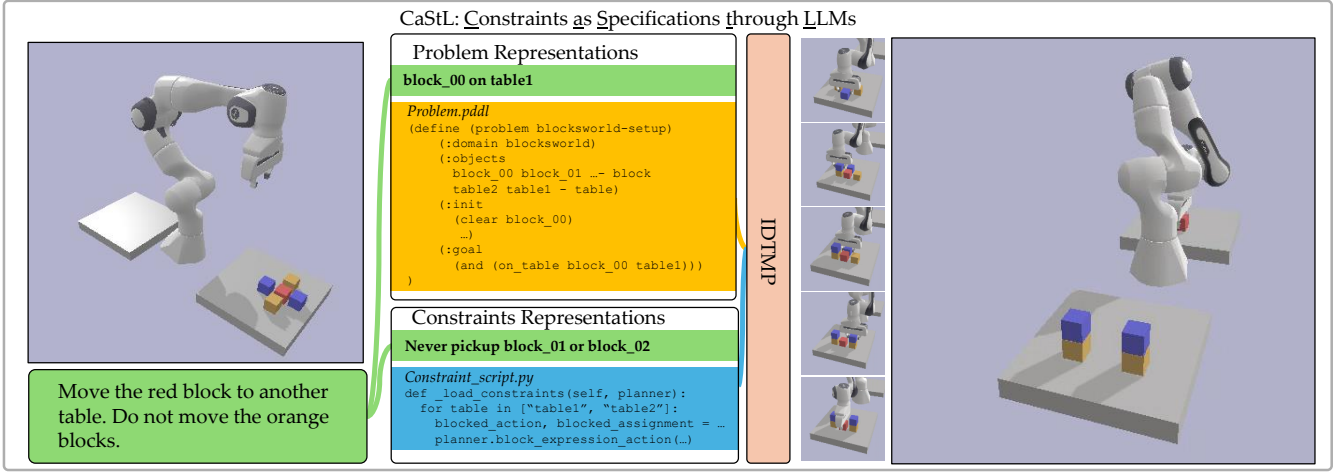 CaStL: Constraints as Specifications through LLMs
Problem Representations
block_00 on table1
Problem.pddl
(define (problem blocksworld-setup)
(:domain blocksworld)
(:objects
block_00 block_01 …- block
table2 table1 - table)
(:init
(clear block_00)
…)
(:goal
(and (on_table block_00 table1)))
)
Constraints Representations
Never pickup block_01 or block_02
Constraint_script.py
def _load_constraints(self, planner):
for table in [“table1”, “table2”]:
blocked_action, blocked_assignment = …
planner.block_expression_action(…)
Move the red block to another
table. Do not move the orange
blocks.
IDTMP